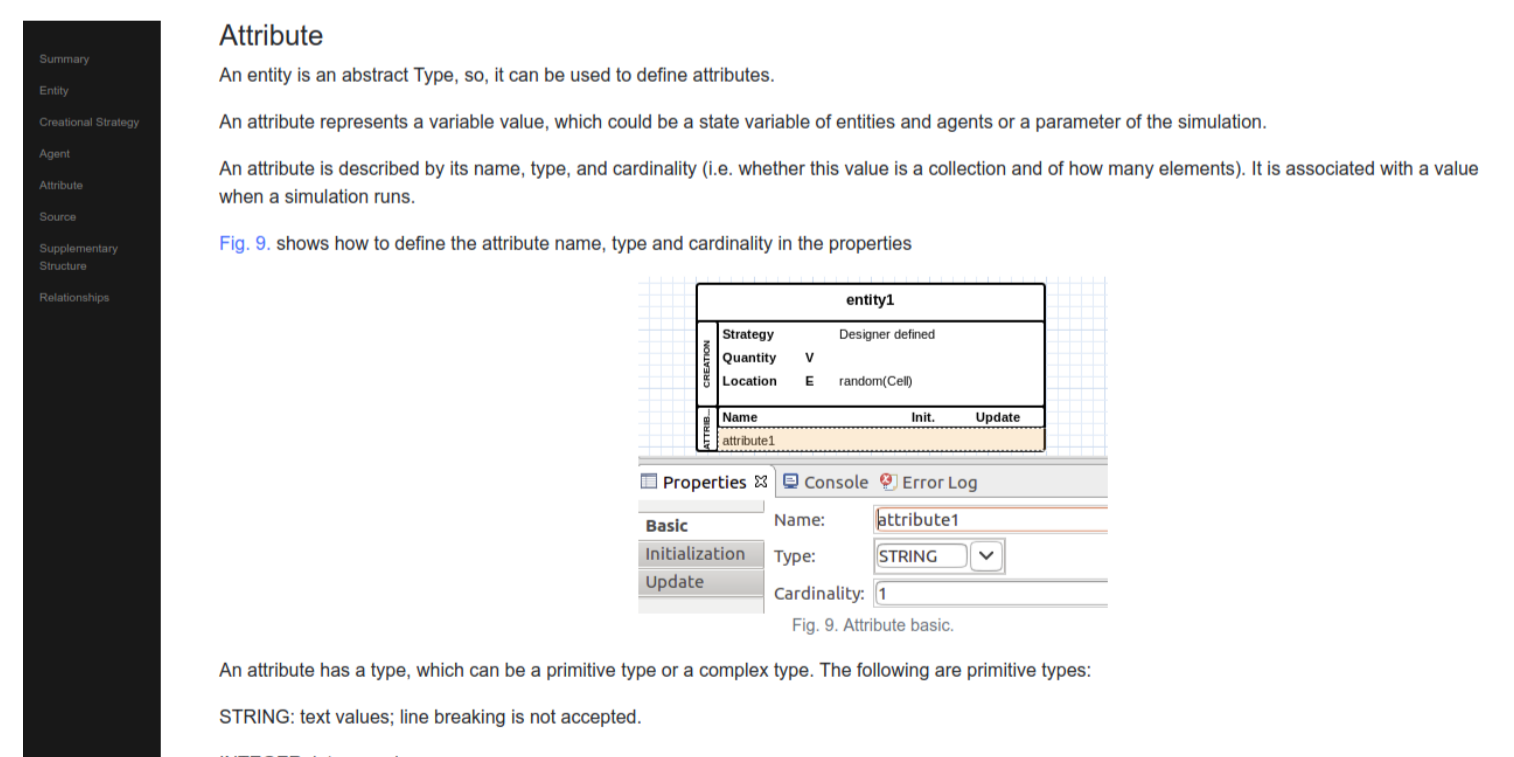 Summary
Entity
Creational Strategy
Agent
Attribute
Source
Supplementary
Structure
Relationships
Attribute
An entity is an abstract Type, so, it can be used to define attributes.
An attribute represents a variable value, which could be a state variable of entities and agents or a parameter of the simulation.
An attribute is described by its name, type, and cardinality (i.e. whether this value is a collection and of how many elements). It is associated with a value
when a simulation runs.
Fig. 9. shows how to define the attribute name, type and cardinality in the properties
entity1
CREATION
Strategy Designer defined
Quantity V
Location E random(Cell)
ATTRIB...
Name Init. Update
attribute1
Properties Console Error Log
Basic
Initialization
Update
Name: attribute1
Type: STRING
Cardinality: 1
Fig. 9. Attribute basic.
An attribute has a type, which can be a primitive type or a complex type. The following are primitive types:
STRING: text values; line breaking is not accepted.